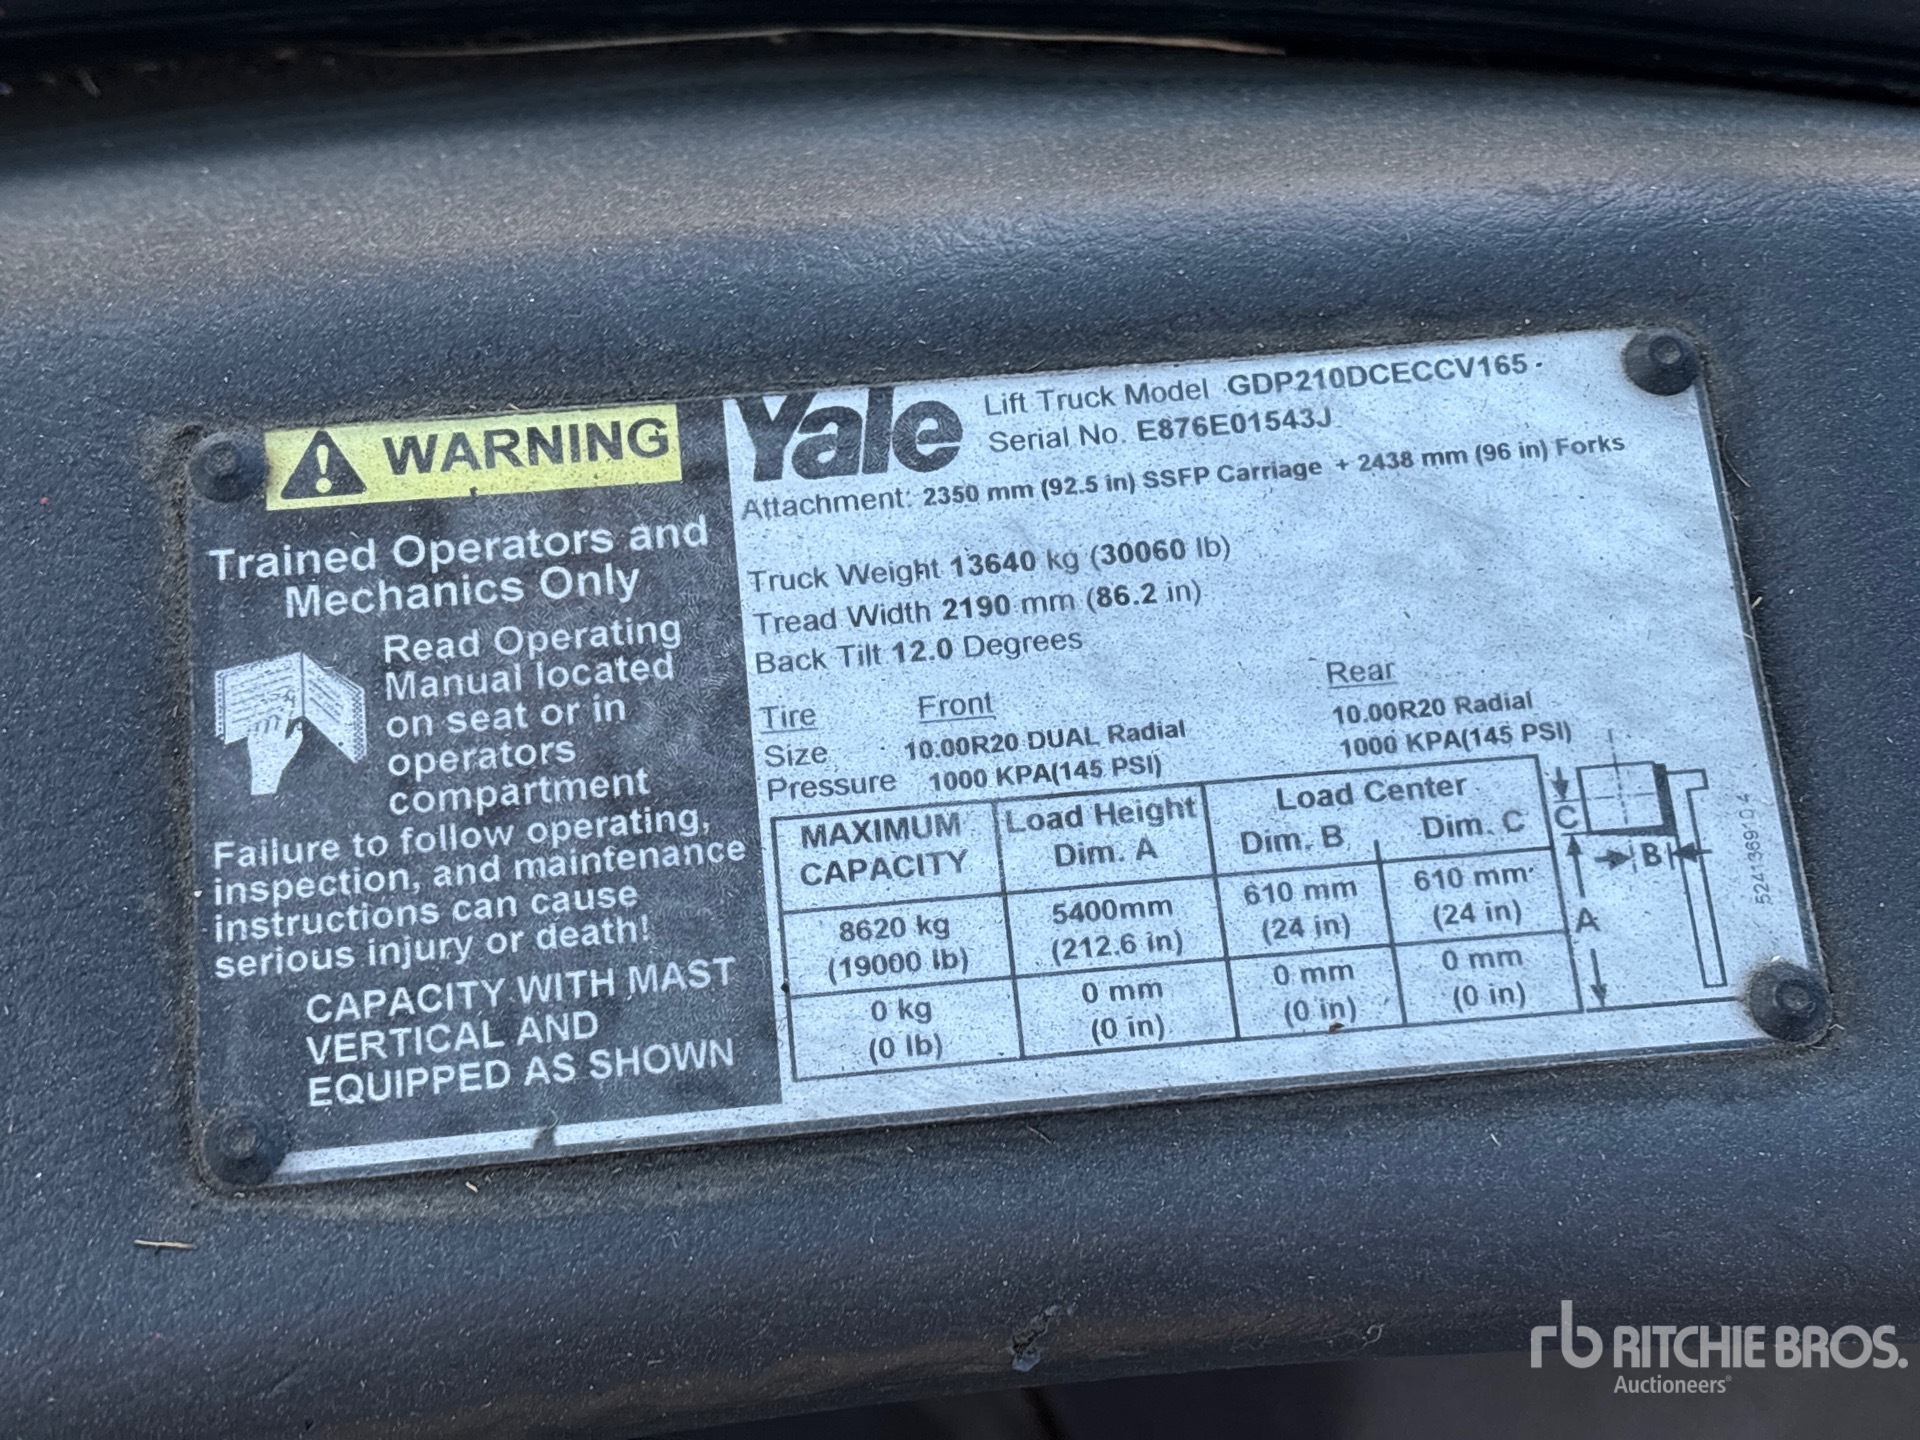 WARNING
Trained Operators and
Mechanics Only
Read Operating
Manual located
on seat or in
operators
compartment
Failure to follow operating,
inspection, and maintenance
instructions can cause
serious injury or death!
CAPACITY WITH MAST
VERTICAL AND
EQUIPPED AS SHOWN
Yale
Lift Truck Model GDP210DCECCV165
Serial No. E876E01543J
Attachment: 2350 mm (92.5 in) SSFP Carriage + 2438 mm (96 in) Forks
Truck Weight 13640 kg (30060 lb)
Tread Width 2190 mm (86.2 in)
Back Tilt 12.0 Degrees
Tire Front Rear
Size 10.00R20 DUAL Radial 10.00R20 Radial
Pressure 1000 KPA(145 PSI) 1000 KPA(145 PSI)
MAXIMUM CAPACITY Load Height Dim. A Load Center Dim. B Dim. C
8620 kg 5400mm 610 mm 610 mm
(19000 lb) (212.6 in) (24 in) (24 in)
0 kg 0 mm 0 mm 0 mm
(0 lb) (0 in) (0 in) (0 in)
C
B
A
rb RITCHIE BROS.
Auctioneers